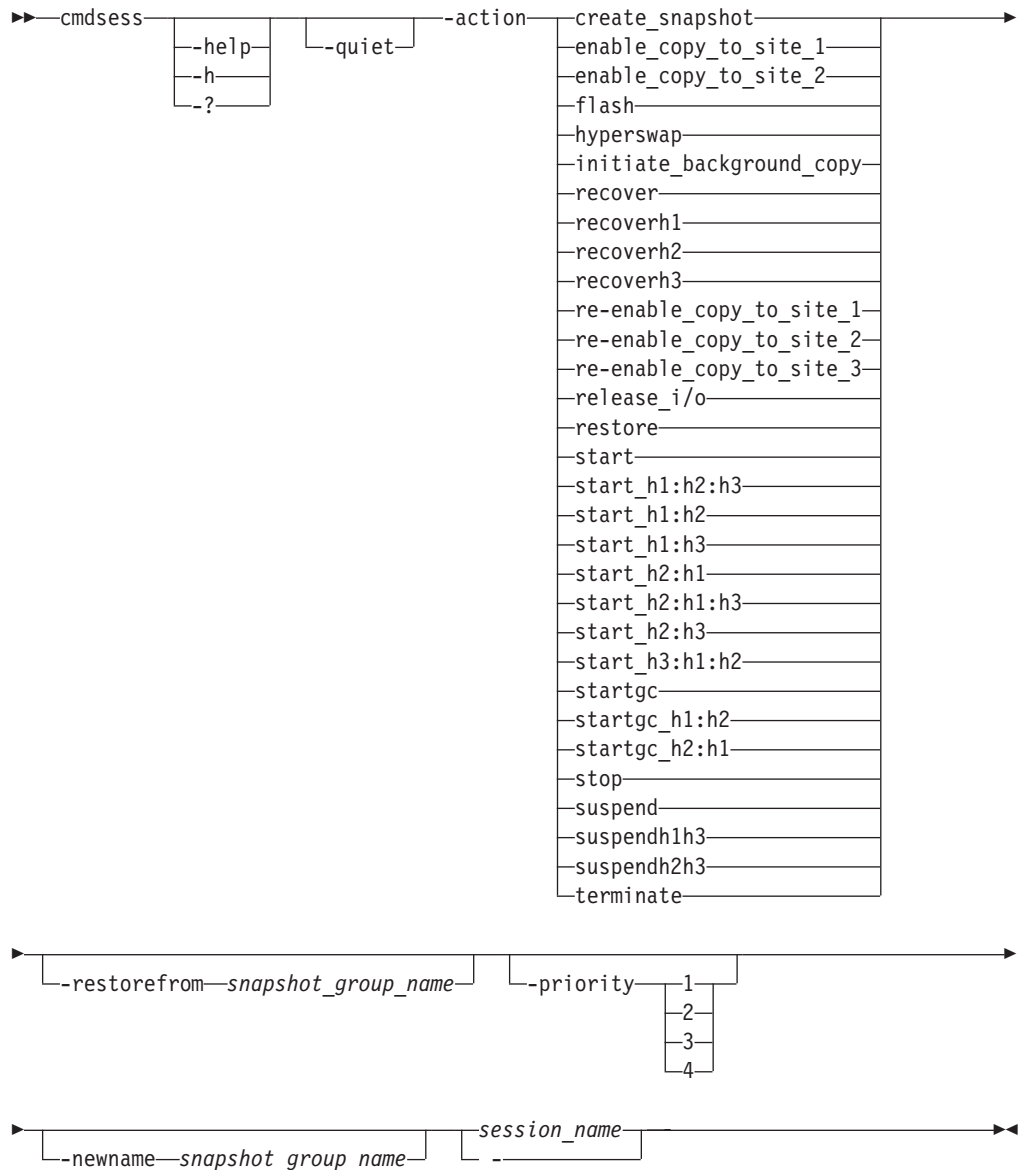 cmdsess -help -h -? -quiet -action create_snapshot
enable_copy_to_site_1
enable_copy_to_site_2
flash
hyperswap
initiate_background_copy
recover
recoverh1
recoverh2
recoverh3
re-enable_copy_to_site_1
re-enable_copy_to_site_2
re-enable_copy_to_site_3
release_i/o
restore
start
start_h1:h2:h3
start_h1:h2
start_h1:h3
start_h2:h1
start_h2:h1:h3
start_h2:h3
start_h3:h1:h2
startgc
startgc_h1:h2
startgc_h2:h1
stop
suspend
suspendh1h3
suspendh2h3
terminate
-restorefrom snapshot_group_name -priority 1
2
3
4
-newname snapshot_group_name session_name
-